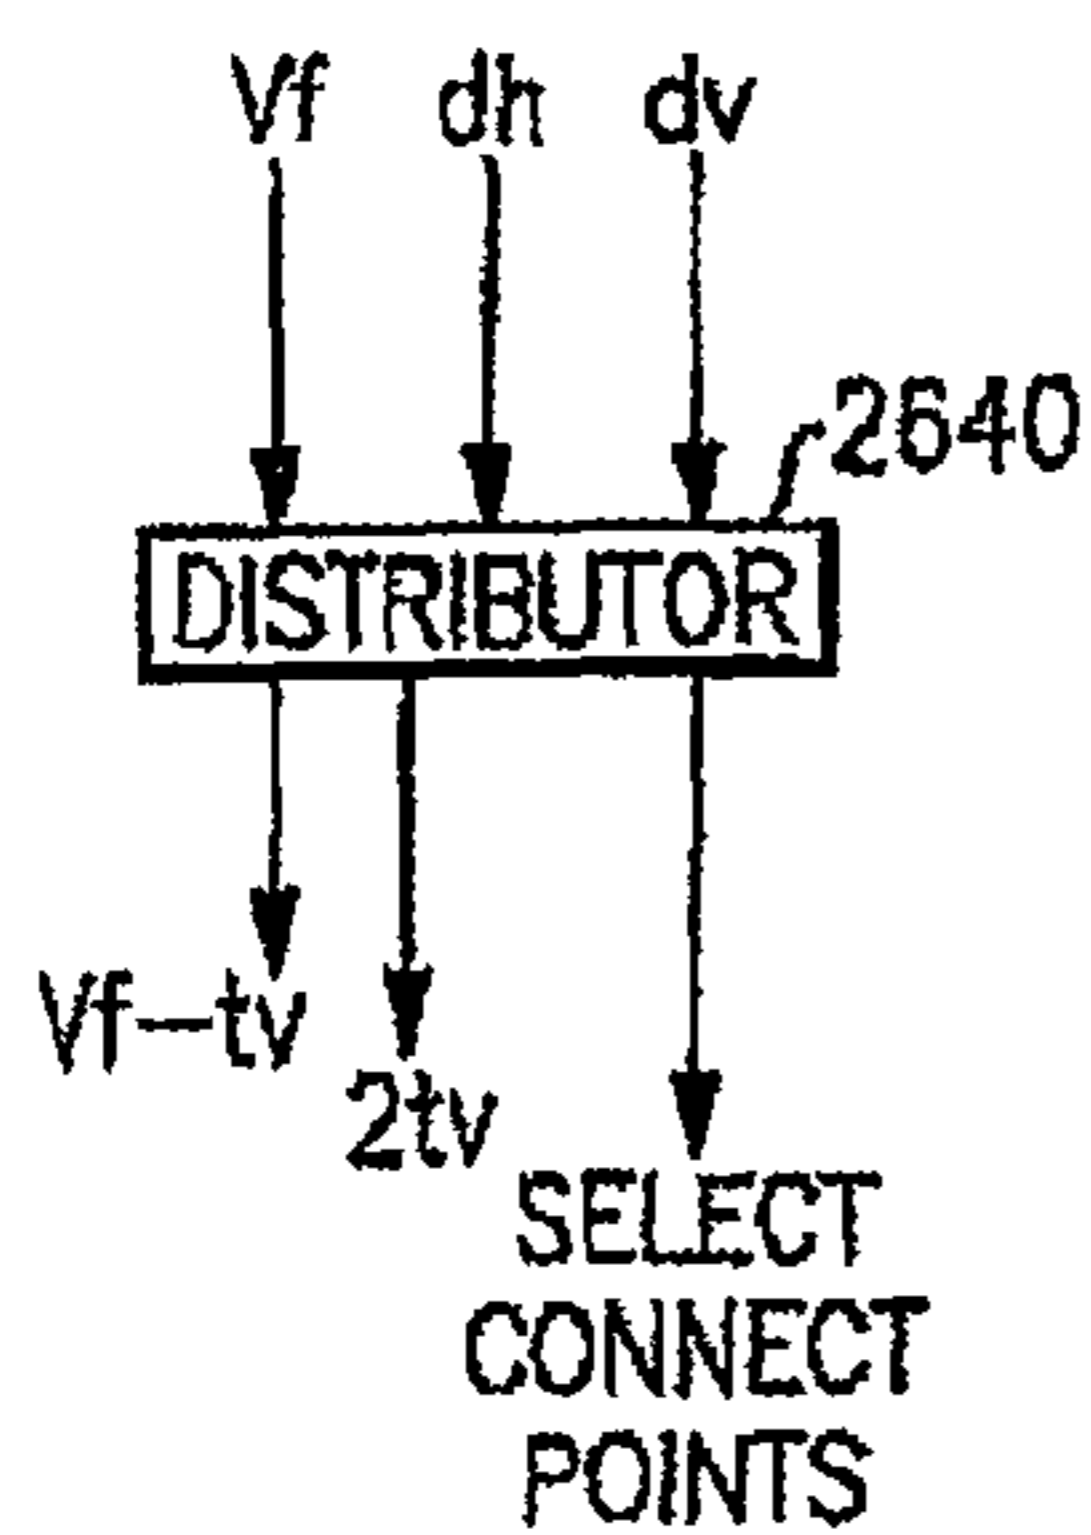 Vf dh dv
2640
DISTRIBUTOR
Vf-tv
2tv
SELECT
CONNECT
POINTS